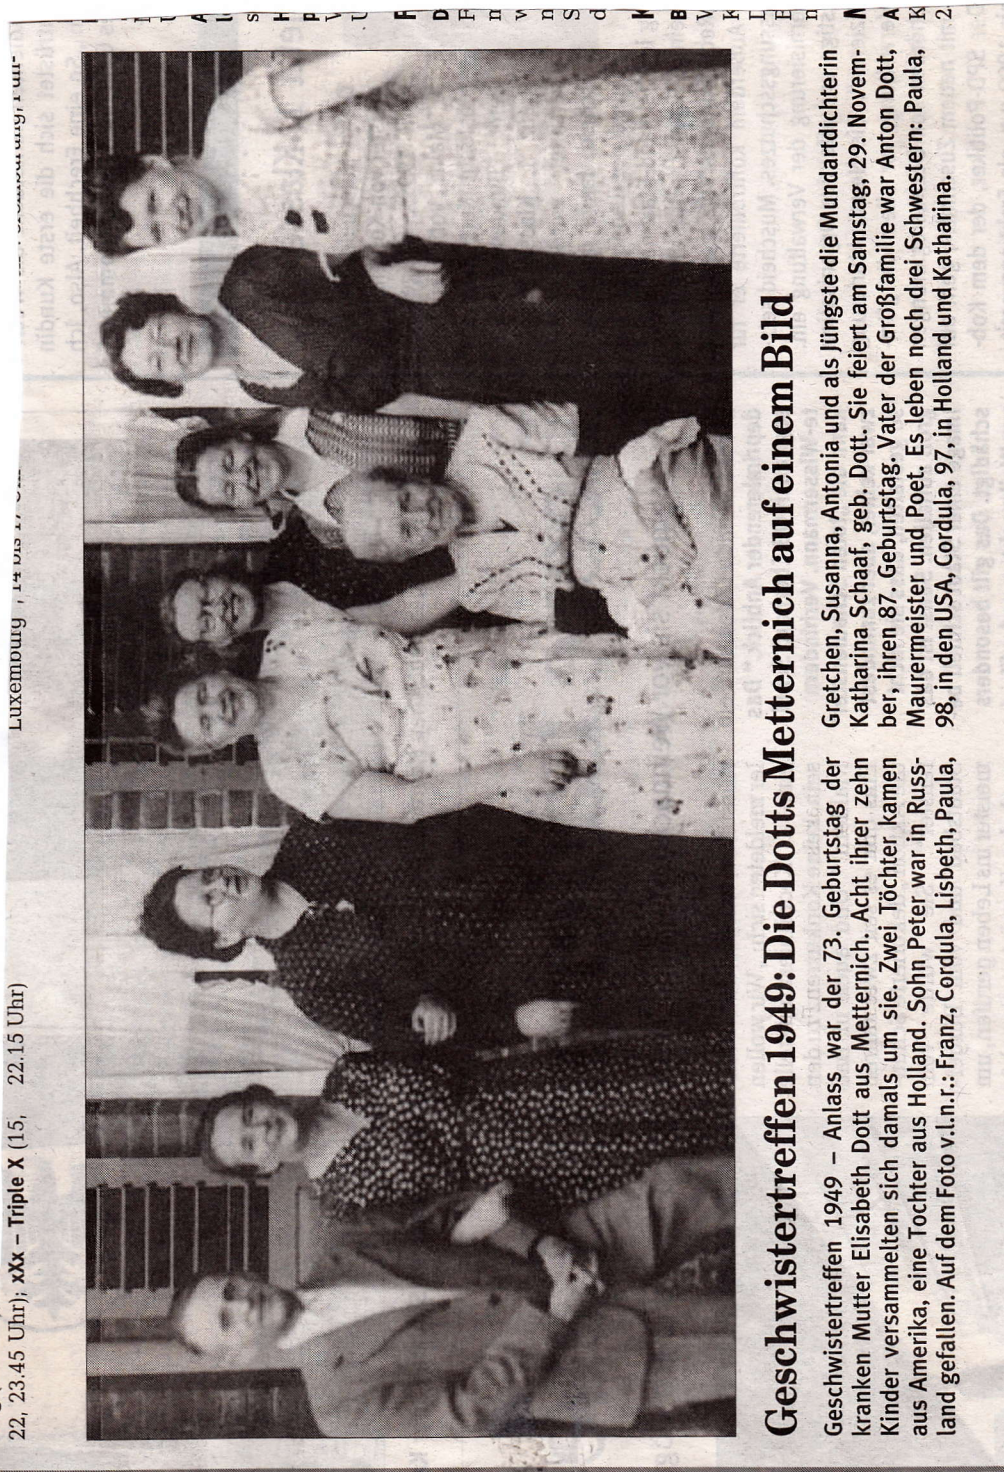 22, 23.45 Uhr); xXx – Triple X (15,
22.15 Uhr)
Luxemburg", 14 bis 17
Geschwistertreffen 1949: Die Dotts Metternich auf einem Bild
Geschwistertreffen 1949 – Anlass war der 73. Geburtstag der
kranken Mutter Elisabeth Dott aus Metternich. Acht ihrer zehn
Kinder versammelten sich damals um sie. Zwei Töchter kamen
aus Amerika, eine Tochter aus Holland. Sohn Peter war in Russ-
land gefallen. Auf dem Foto v.l.n.r.: Franz, Cordula, Lisbeth, Paula,
Gretchen, Susanna, Antonia und als Jüngste die Mundartdichterin
Katharina Schaaf, geb. Dott. Sie feiert am Samstag, 29. Novem-
ber, ihren 87. Geburtstag. Vater der Großfamilie war Anton Dott,
Maurermeister und Poet. Es leben noch drei Schwestern: Paula,
98, in den USA, Cordula, 97, in Holland und Katharina.